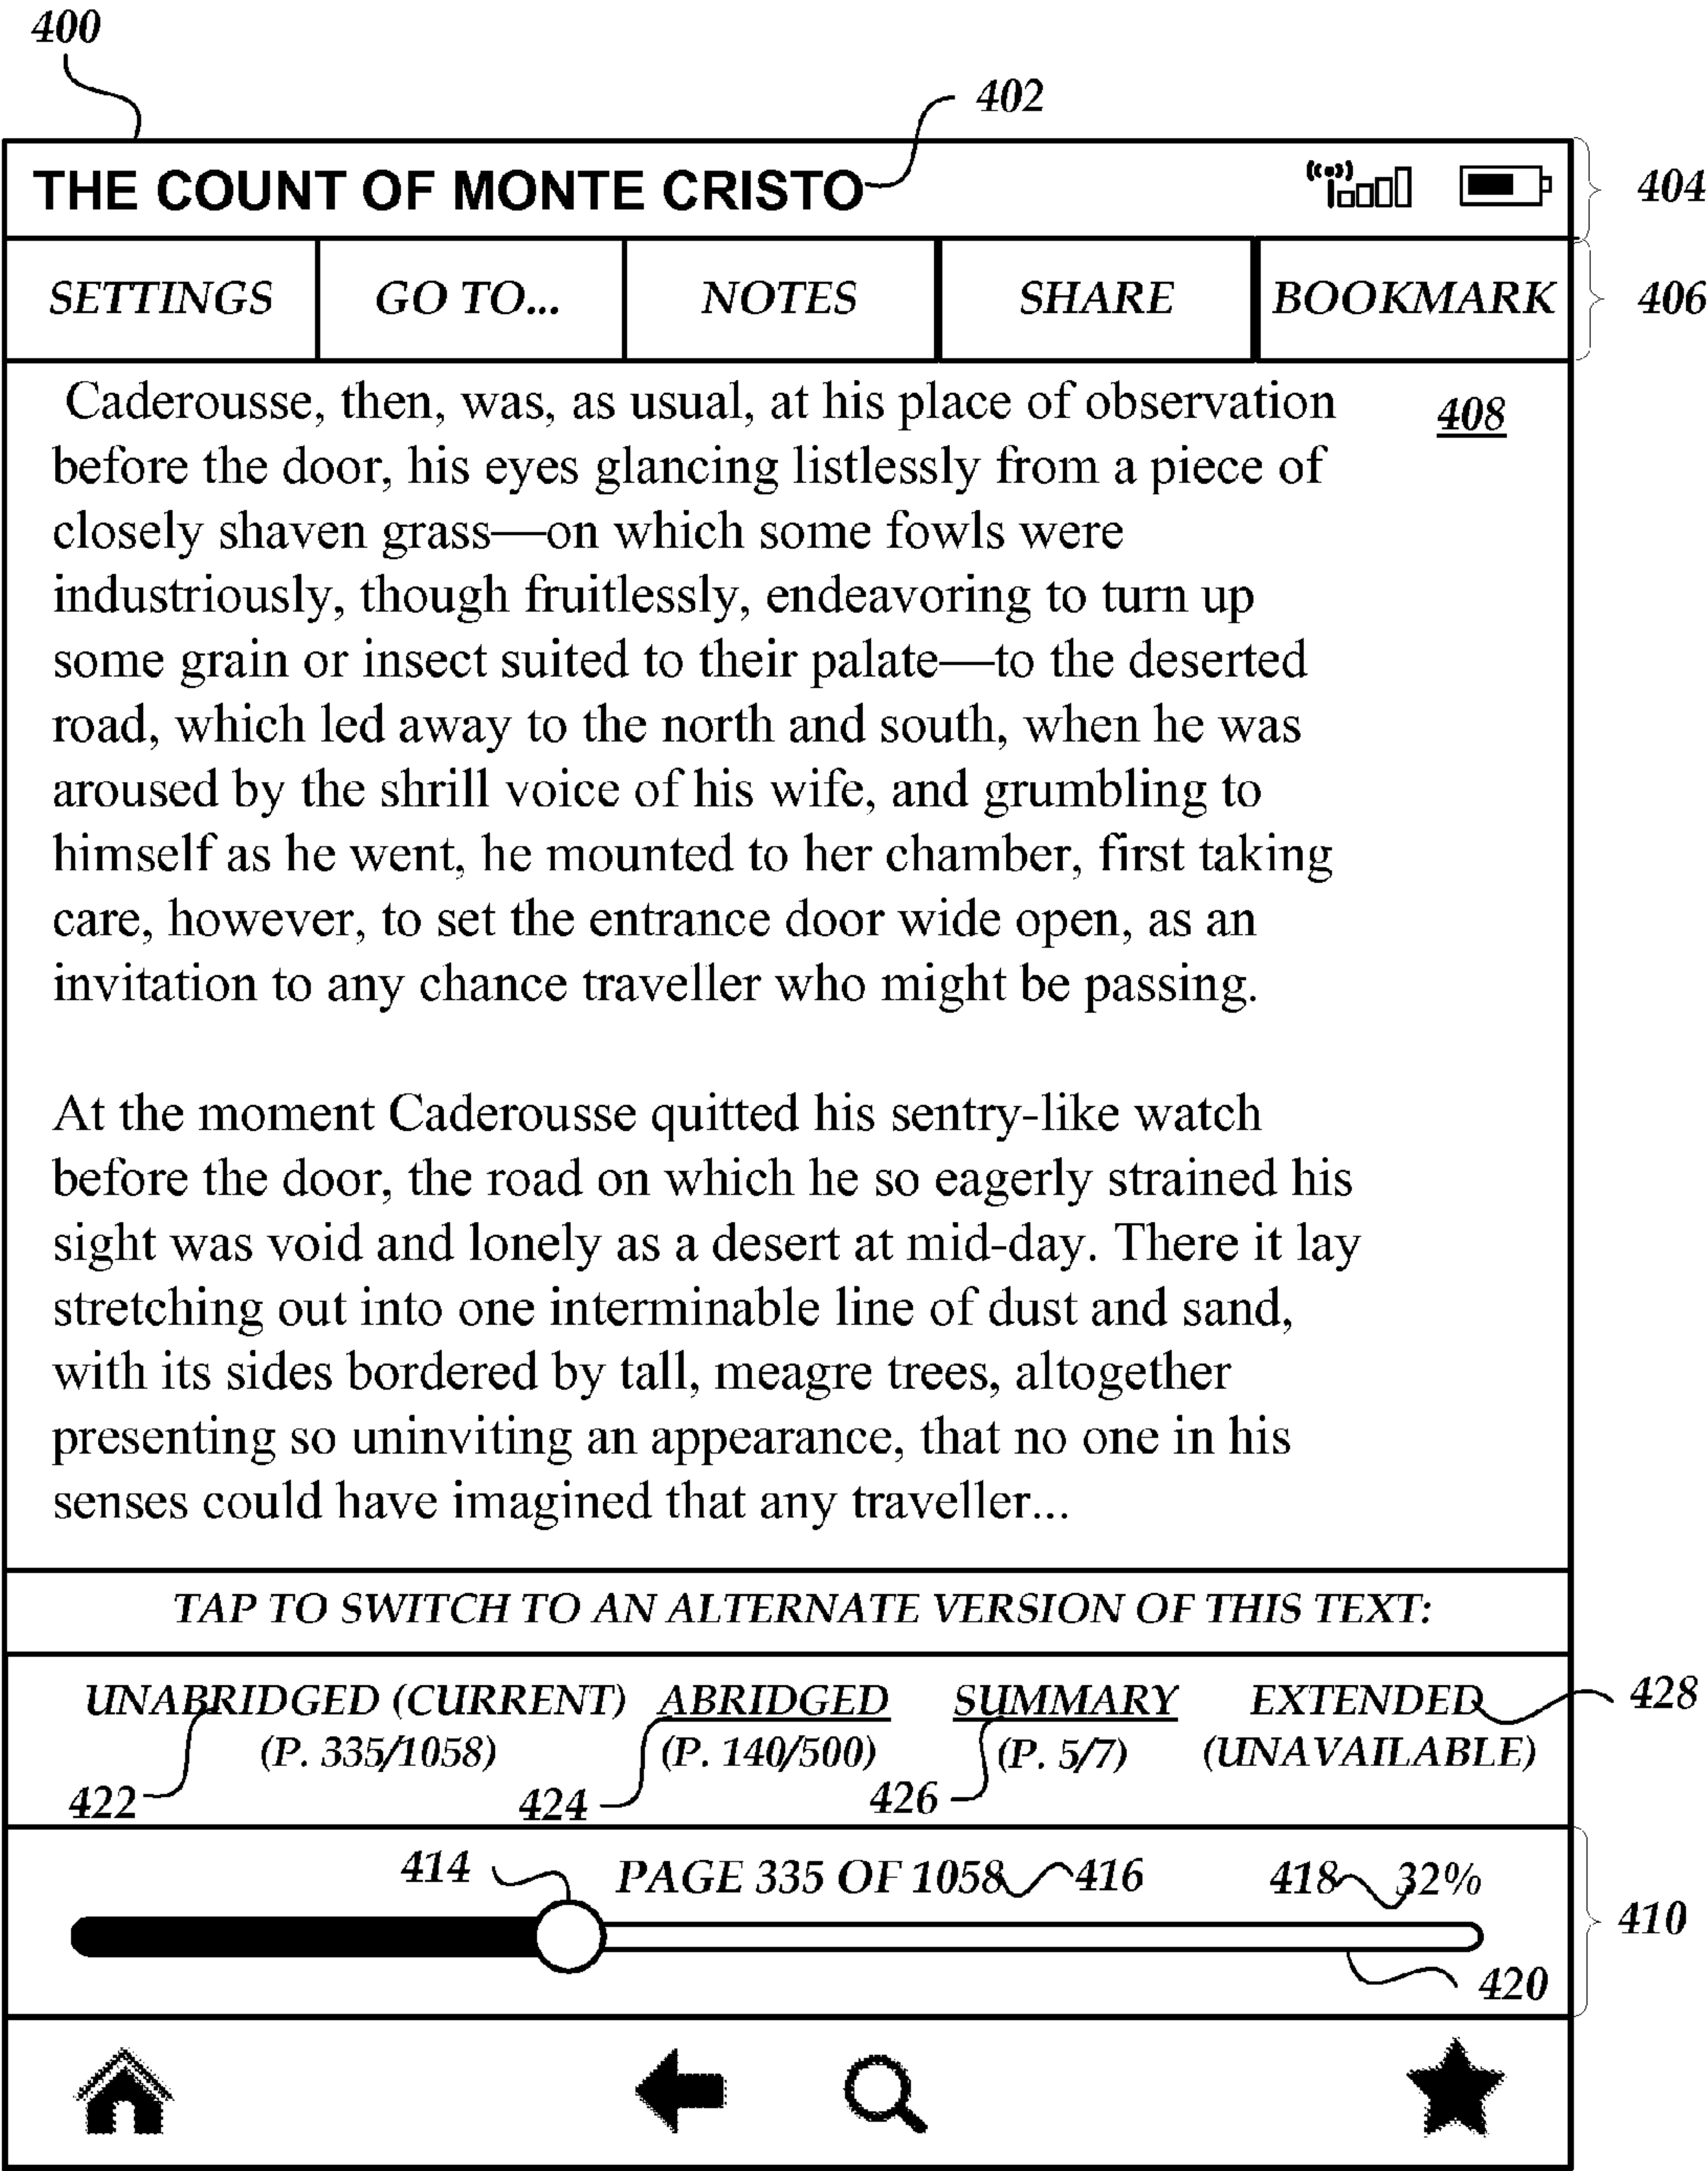 400
402
THE COUNT OF MONTE CRISTO
404
SETTINGS GO TO... NOTES SHARE BOOKMARK
406
Caderousse, then, was, as usual, at his place of observation
408
before the door, his eyes glancing listlessly from a piece of
closely shaven grass—on which some fowls were
industriously, though fruitlessly, endeavoring to turn up
some grain or insect suited to their palate—to the deserted
road, which led away to the north and south, when he was
aroused by the shrill voice of his wife, and grumbling to
himself as he went, he mounted to her chamber, first taking
care, however, to set the entrance door wide open, as an
invitation to any chance traveller who might be passing.
At the moment Caderousse quitted his sentry-like watch
before the door, the road on which he so eagerly strained his
sight was void and lonely as a desert at mid-day. There it lay
stretching out into one interminable line of dust and sand,
with its sides bordered by tall, meagre trees, altogether
presenting so uninviting an appearance, that no one in his
senses could have imagined that any traveller...
TAP TO SWITCH TO AN ALTERNATE VERSION OF THIS TEXT:
UNABRIDGED (CURRENT) ABRIDGED SUMMARY EXTENDED
428
(P. 335/1058) (P. 140/500) (P. 5/7) (UNAVAILABLE)
422 424 426
414 PAGE 335 OF 1058 416 418 32%
410
420